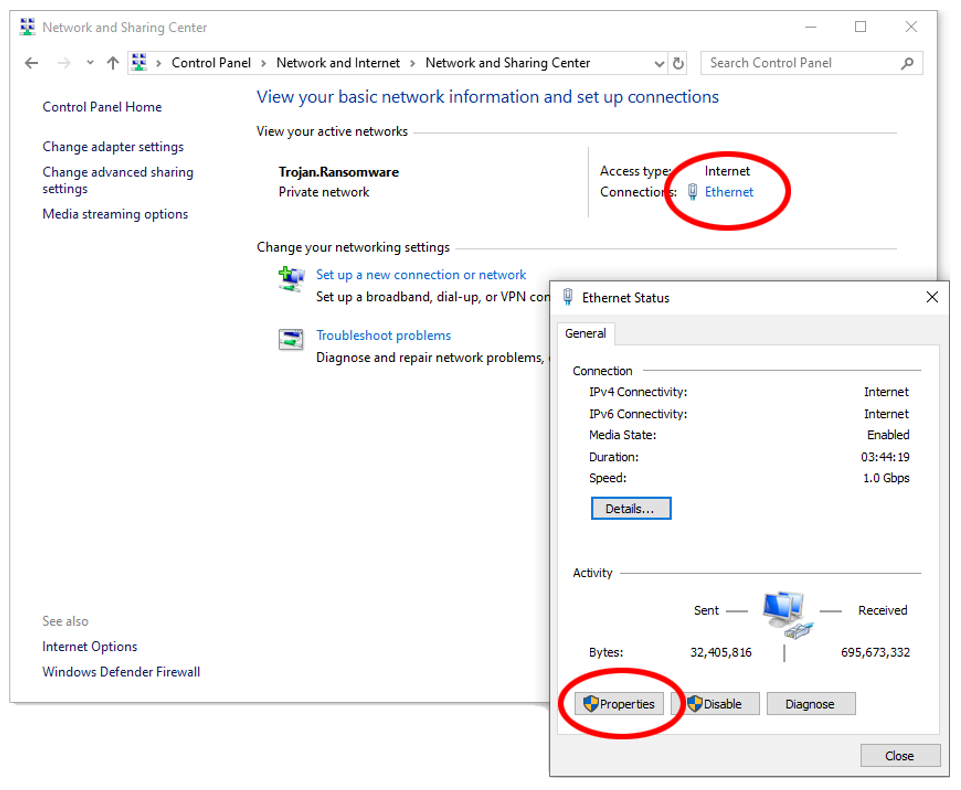 Network and Sharing Center
Control Panel > Network and Internet > Network and Sharing Center
Search Control Panel
Control Panel Home
Change adapter settings
Change advanced sharing
settings
Media streaming options
See also
Internet Options
Windows Defender Firewall
View your basic network information and set up connections
View your active networks
Trojan.Ransomware
Private network
Access type: Internet
Connections: Ethernet
Change your networking settings
Set up a new connection or network
Set up a broadband, dial-up, or VPN con
Troubleshoot problems
Diagnose and repair network problems,
Ethernet Status
General
Connection
IPv4 Connectivity: Internet
IPv6 Connectivity: Internet
Media State: Enabled
Duration: 03:44:19
Speed: 1.0 Gbps
Details...
Activity
Sent Received
Bytes: 32,405,816 695,673,332
Properties Disable Diagnose
Close